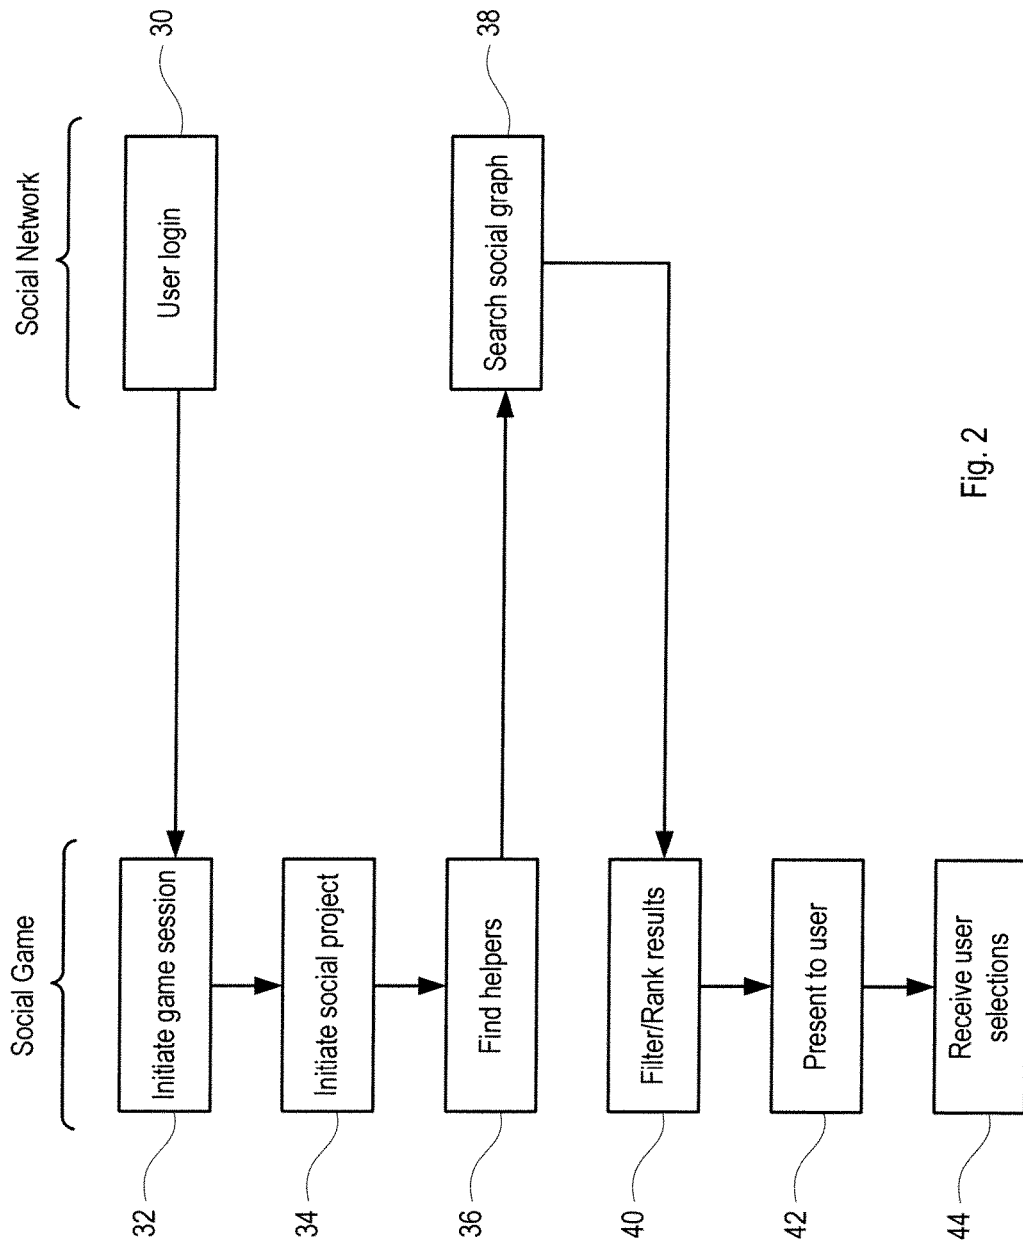 Social Game
Social Network
User login
30
Initiate game session
32
Initiate social project
34
Find helpers
36
Search social graph
38
Filter/Rank results
40
Present to user
42
Receive user
selections
44
Fig. 2